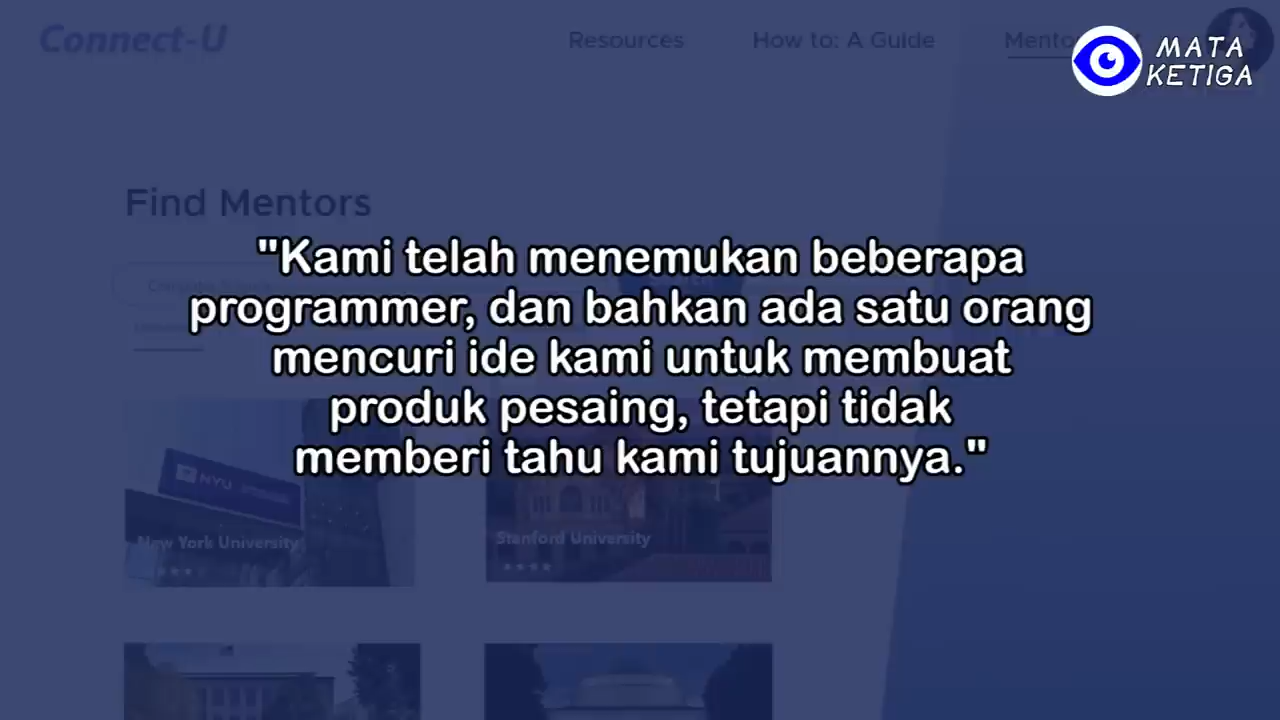 Connect-U
Resources
How to: A Guide
MATA
KETIGA
Find Mentors
"Kami telah menemukan beberapa
programmer, dan bahkan ada satu orang
mencuri ide kami untuk membuat
produk pesaing, tetapi tidak
memberi tahu kami tujuannya."
NYU
New York University
Stanford University